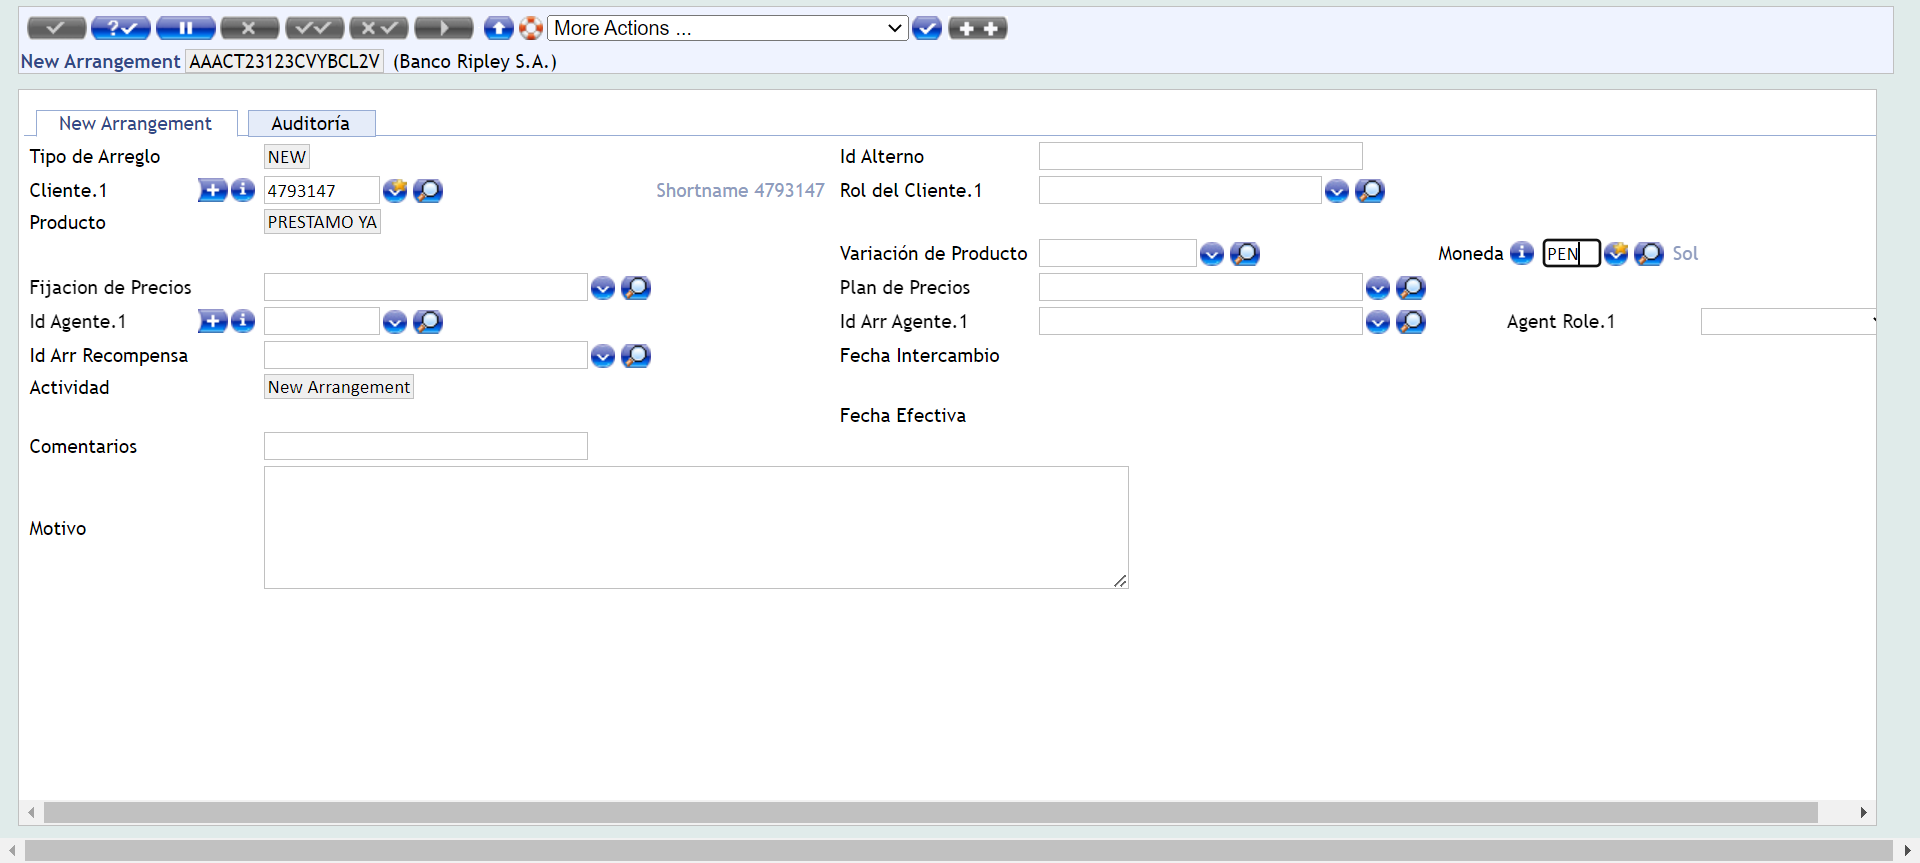 More Actions ...
New Arrangement AAACT23123CVYBCL2V (Banco Ripley S.A.)
New Arrangement Auditoría
Tipo de Arreglo NEW Id Alterno
Cliente.1 4793147 Shortname 4793147 Rol del Cliente.1
Producto PRESTAMO YA
Variación de Producto Moneda PEN Sol
Fijacion de Precios Plan de Precios
Id Agente.1 Id Arr Agente.1 Agent Role.1
Id Arr Recompensa Fecha Intercambio
Actividad New Arrangement
Fecha Efectiva
Comentarios
Motivo